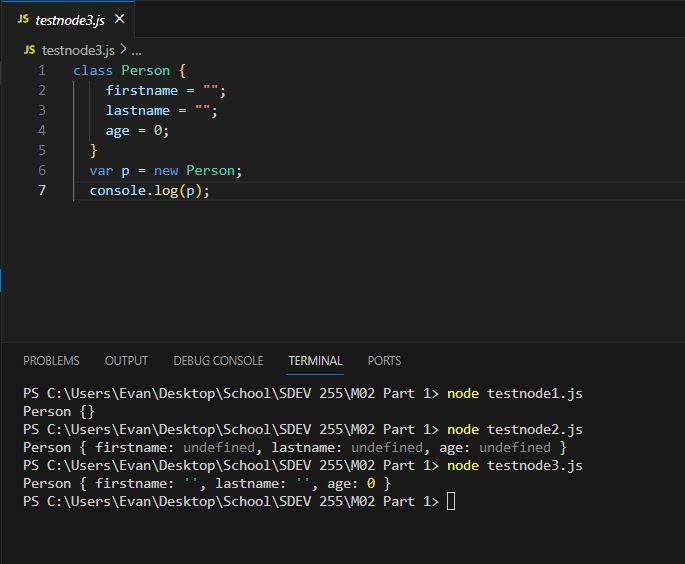 JS testnode3.js ×
JS testnode3.js > ...
1 class Person {
2     firstname = "";
3     lastname = "";
4     age = 0;
5   }
6   var p = new Person;
7   console.log(p);
PROBLEMS OUTPUT DEBUG CONSOLE TERMINAL PORTS
PS C:\Users\Evan\Desktop\School\SDEV 255\M02 Part 1> node testnode1.js
Person {}
PS C:\Users\Evan\Desktop\School\SDEV 255\M02 Part 1> node testnode2.js
Person { firstname: undefined, lastname: undefined, age: undefined }
PS C:\Users\Evan\Desktop\School\SDEV 255\M02 Part 1> node testnode3.js
Person { firstname: '', lastname: '', age: 0 }
PS C:\Users\Evan\Desktop\School\SDEV 255\M02 Part 1>